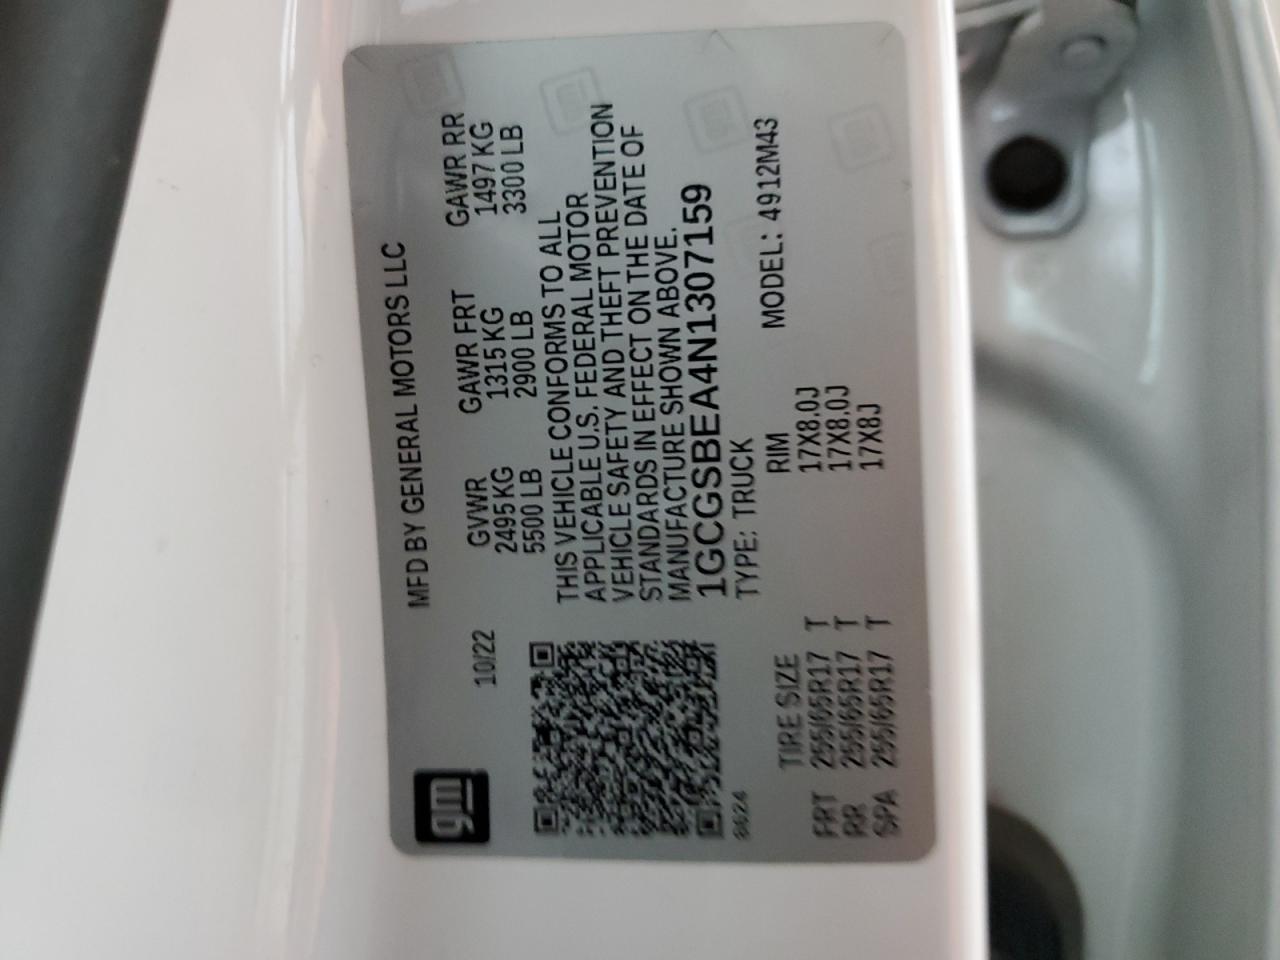 gm
MFD BY GENERAL MOTORS LLC
10/22
GVWR GAWR FRT GAWR RR
2495KG 1315 KG 1497 KG
5500 LB 2900 LB 3300 LB
THIS VEHICLE CONFORMS TO ALL
APPLICABLE U.S. FEDERAL MOTOR
VEHICLE SAFETY AND THEFT PREVENTION
STANDARDS IN EFFECT ON THE DATE OF
MANUFACTURE SHOWN ABOVE.
1GCGSBEA4N1307159
TYPE: TRUCK MODEL: 4912M43
TIRE SIZE RIM
FRT 255/65R17 T 17X8.0J
RR 255/65R17 T 17X8.0J
SPA 255/65R17 T 17X8J